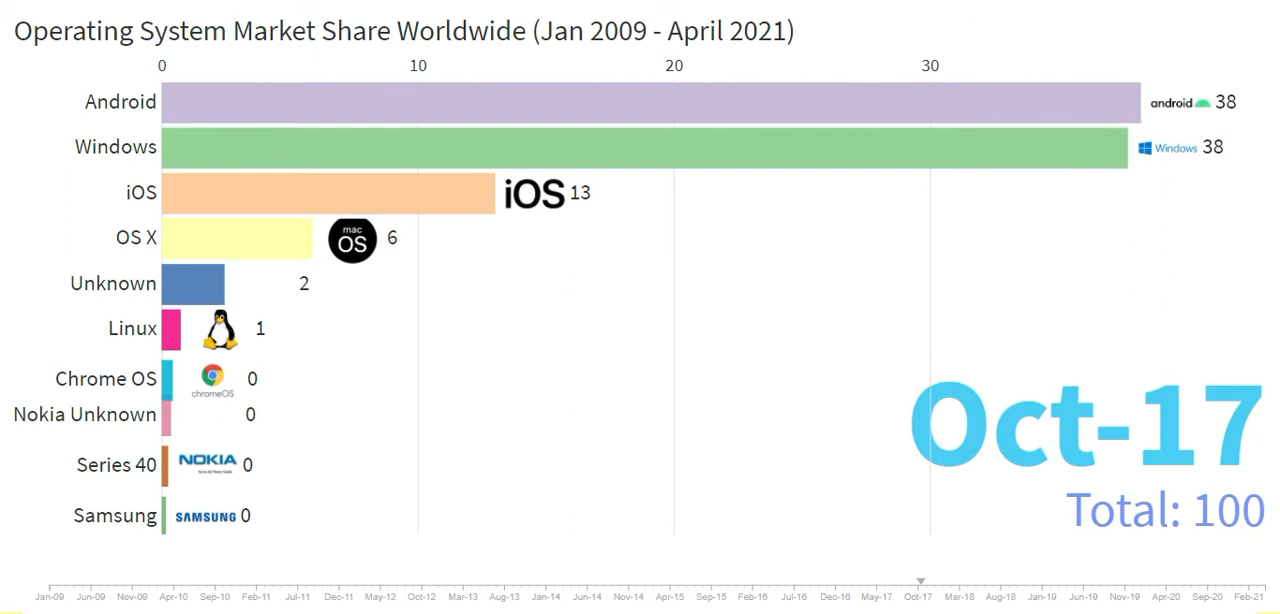 Operating System Market Share Worldwide (Jan 2009 - April 2021)
0 10 20 30
Android android 38
Windows Windows 38
iOS iOS 13
OS X mac OS 6
Unknown 2
Linux 1
Chrome OS chromeOS 0
Nokia Unknown 0
Series 40 NOKIA 0
Samsung SAMSUNG 0
Oct-17
Total: 100
Jan-09 Jun-09 Nov-09 Apr-10 Sep-10 Feb-11 Jul-11 Dec-11 May-12 Oct-12 Mar-13 Aug-13 Jan-14 Jun-14 Nov-14 Apr-15 Sep-15 Feb-16 Jul-16 Dec-16 May-17 Oct-17 Mar-18 Aug-18 Jan-19 Jun-19 Nov-19 Apr-20 Sep-20 Feb-21